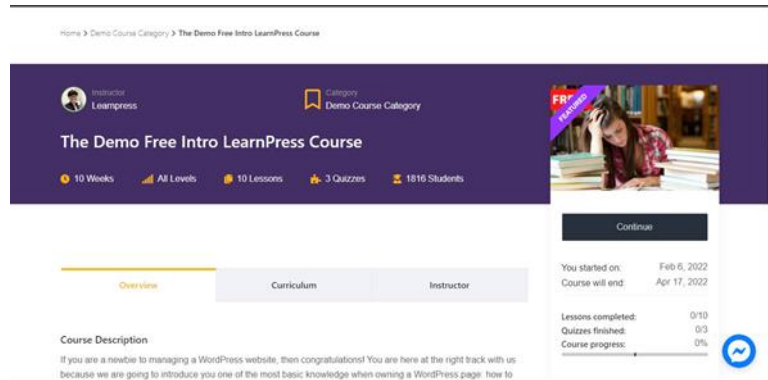 Home > Demo Course Category > The Demo Free Intro LearnPress Course
Instructor
Learnpress
Category
Demo Course Category
The Demo Free Intro LearnPress Course
10 Weeks
All Levels
10 Lessons
3 Quizzes
1816 Students
FEATURED
Continue
You started on: Feb 6, 2022
Course will end: Apr 17, 2022
Lessons completed: 0/10
Quizzes finished: 0/3
Course progress: 0%
Overview
Curriculum
Instructor
Course Description
If you are a newbie to managing a WordPress website, then congratulations! You are here at the right track with us
because we are going to introduce you one of the most basic knowledge when owning a WordPress page: how to